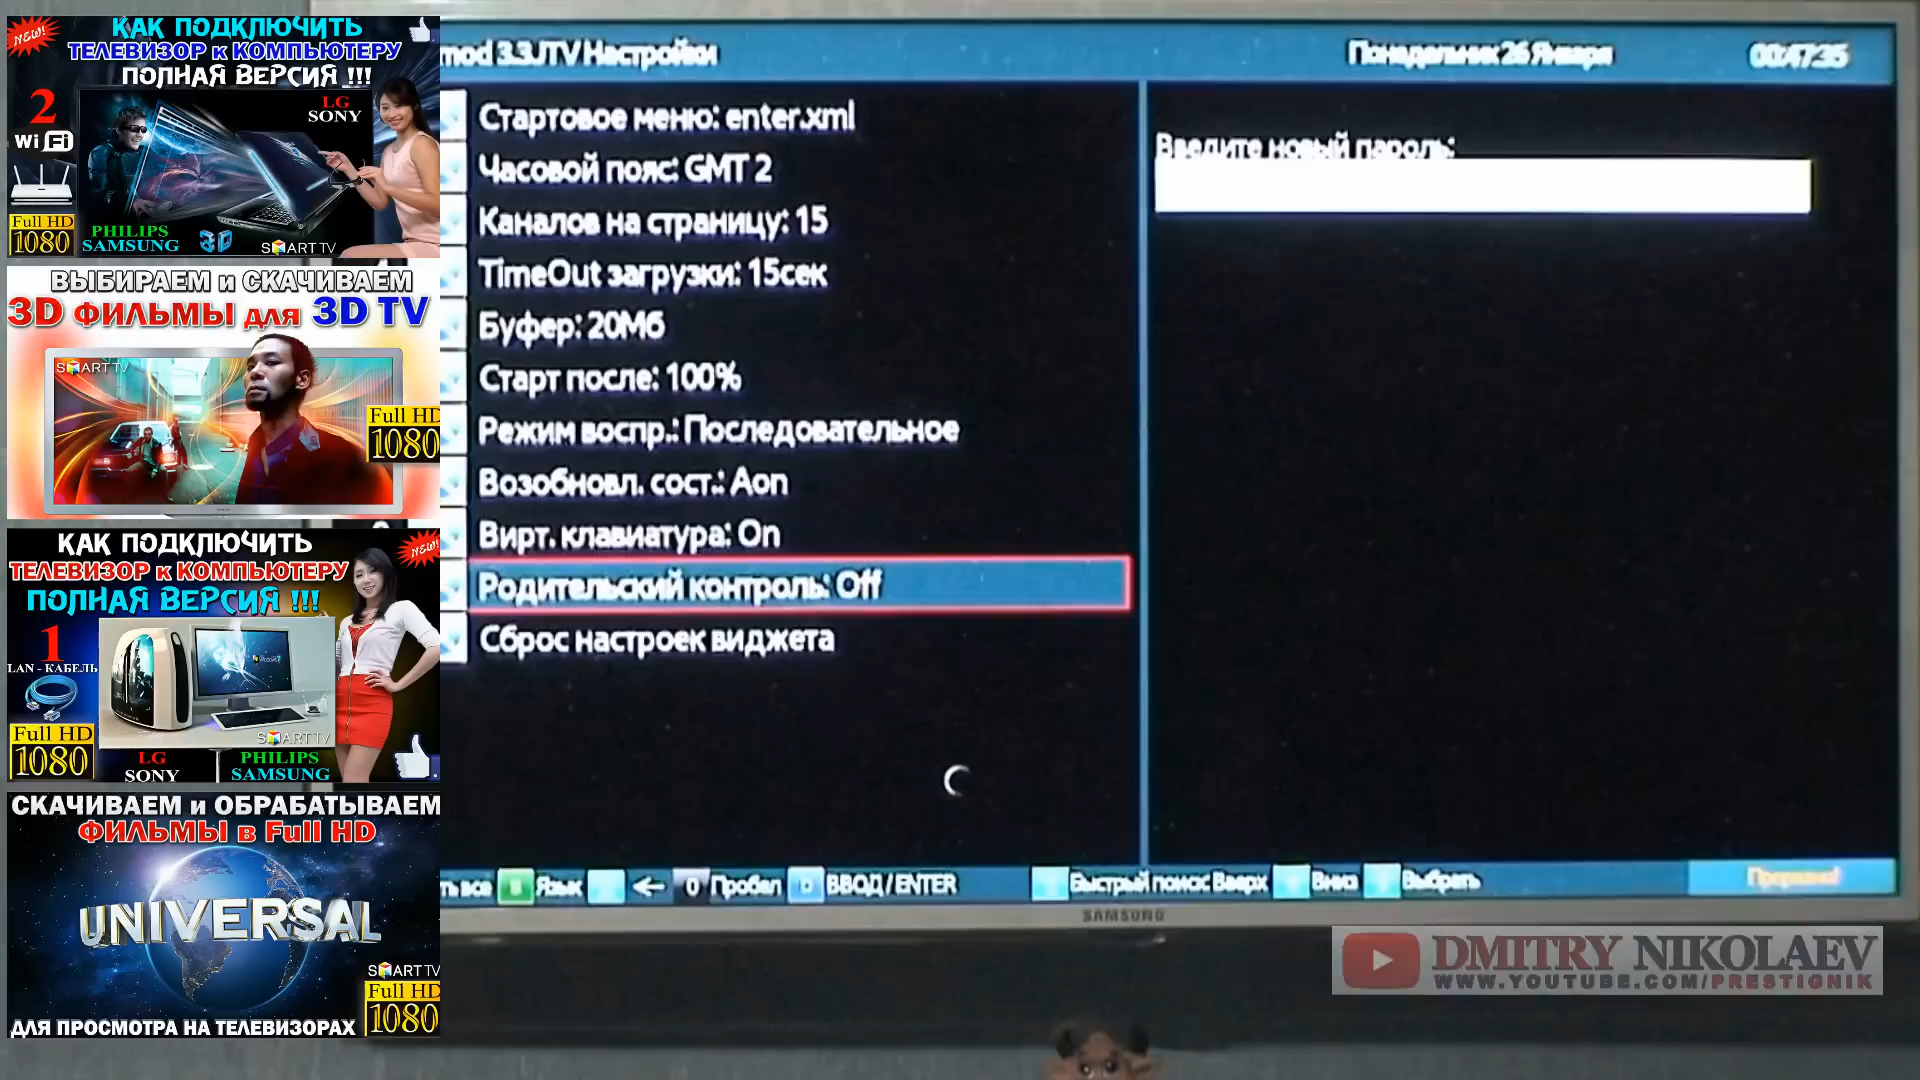 NEW!
КАК ПОДКЛЮЧИТЬ
ТЕЛЕВИЗОР к КОМПЬЮТЕРУ
ПОЛНАЯ ВЕРСИЯ !!!
2
LG
SONY
Wi Fi
Full HD
1080
PHILIPS
SAMSUNG
3D
SMART TV
ВЫБИРАЕМ и СКАЧИВАЕМ
3D ФИЛЬМЫ для 3D TV
SMART TV
Full HD
1080
КАК ПОДКЛЮЧИТЬ
NEW!
ТЕЛЕВИЗОР к КОМПЬЮТЕРУ
ПОЛНАЯ ВЕРСИЯ !!!
1
LAN - КАБЕЛЬ
Full HD
1080
SMART TV
LG
SONY
PHILIPS
SAMSUNG
СКАЧИВАЕМ и ОБРАБАТЫВАЕМ
ФИЛЬМЫ в Full HD
UNIVERSAL
SMART TV
Full HD
1080
ДЛЯ ПРОСМОТРА НА ТЕЛЕВИЗОРАХ
mod 3.3 JTV Настройки
Понедельник 26 Января
00:47:35
Стартовое меню: enter.xml
Часовой пояс: GMT 2
Каналов на страницу: 15
TimeOut загрузки: 15сек
Буфер: 20Мб
Старт после: 100%
Режим воспр.: Последовательное
Возобновл. сост.: Aon
Вирт. клавиатура: On
Родительский контроль: Off
Сброс настроек виджета
Введите новый пароль:
ть все
Язык
0 Пробел
ВВОД / ENTER
Быстрый поиск: Вверх
Вниз
Выбрать
SAMSUNG
DMITRY NIKOLAEV
WWW.YOUTUBE.COM/PRESTIGNIK